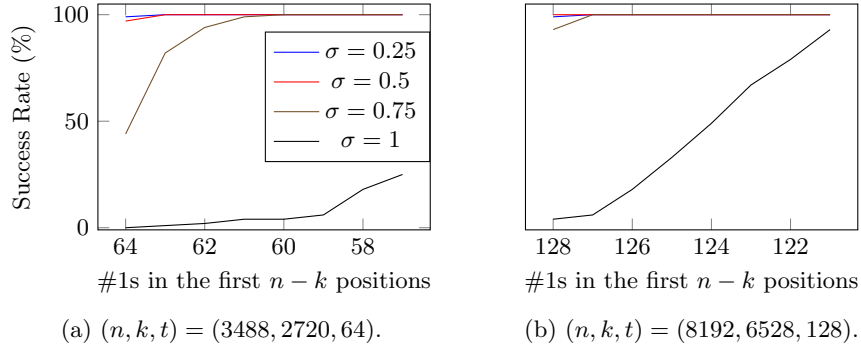 Success Rate (%)
100
50
0
σ = 0.25
σ = 0.5
σ = 0.75
σ = 1
64 62 60 58
#1s in the first n − k positions
(a) (n, k, t) = (3488, 2720, 64).
128 126 124 122
#1s in the first n − k positions
(b) (n, k, t) = (8192, 6528, 128).